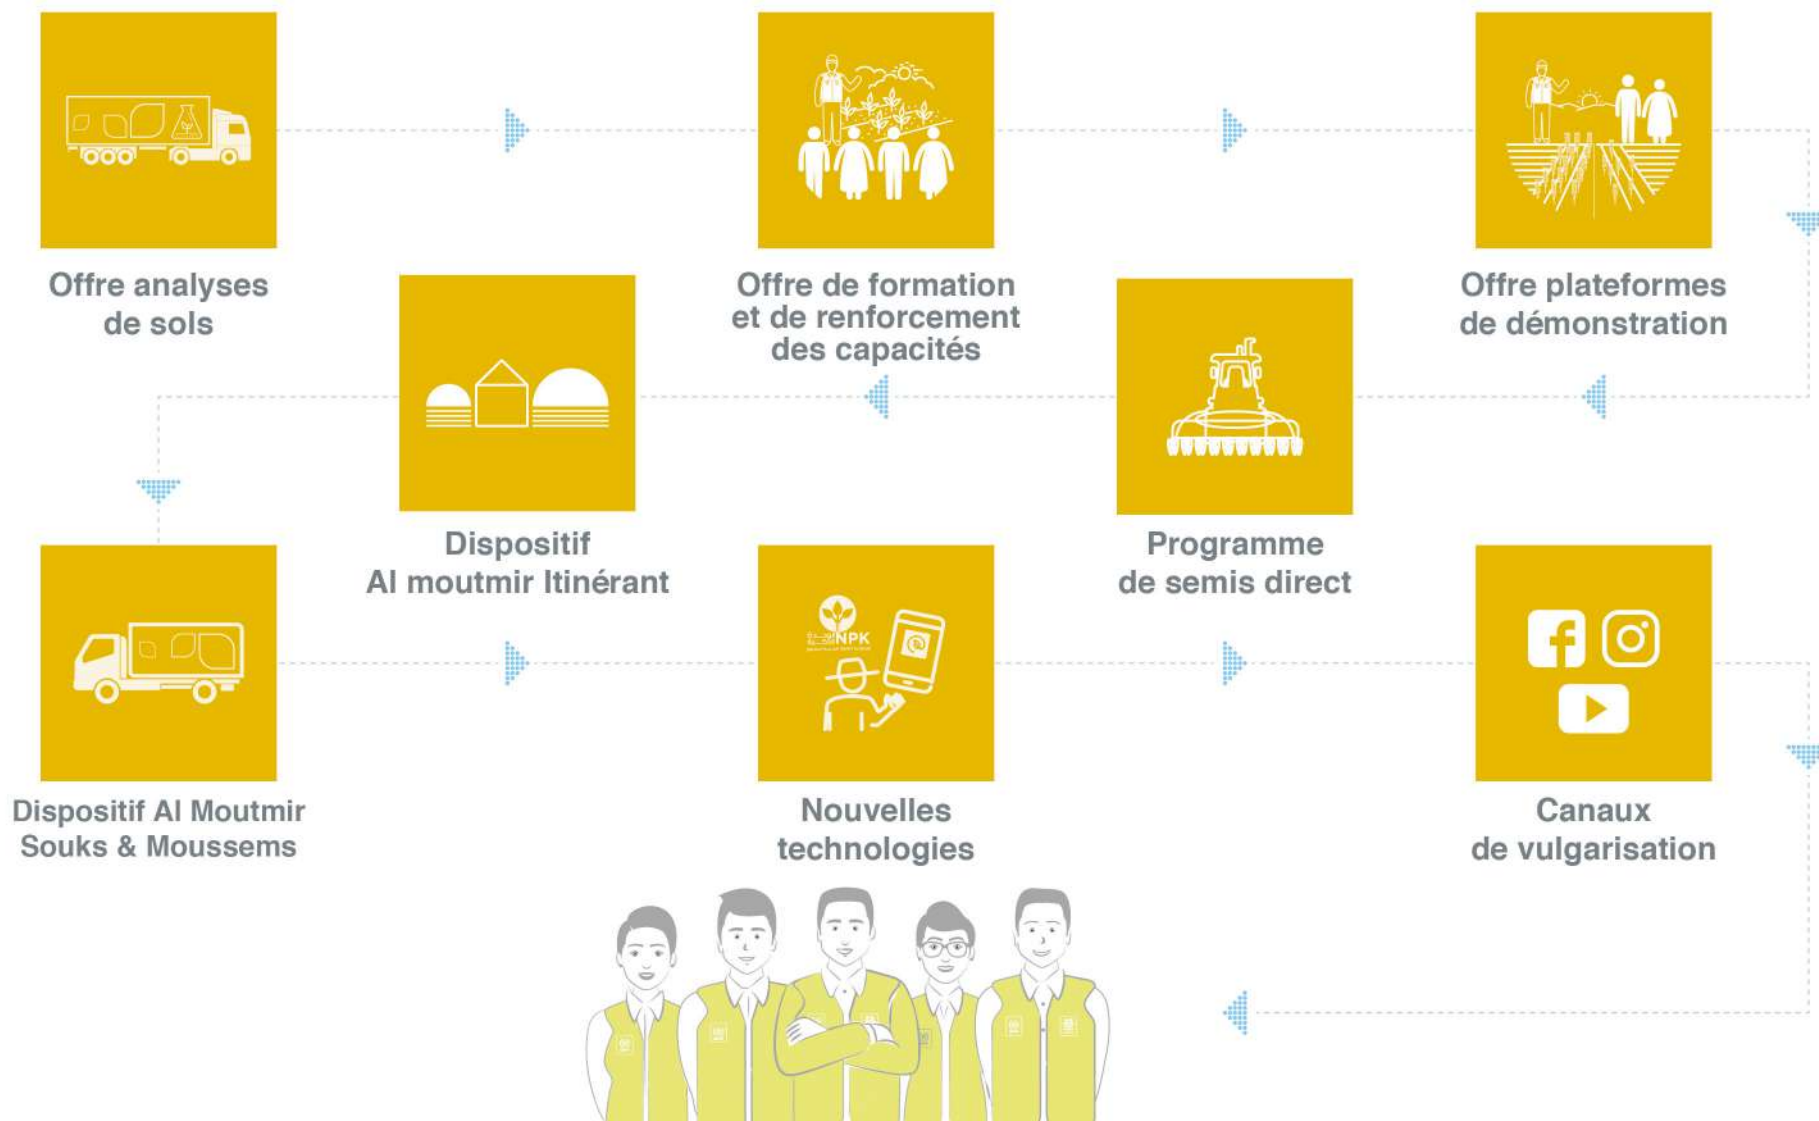 Offre analyses
de sols
Offre de formation
et de renforcement
des capacités
Offre plateformes
de démonstration
Programme
de semis direct
Dispositif
Al moutmir Itinérant
Dispositif Al Moutmir
Souks & Moussems
NPK
Nouvelles
technologies
Canaux
de vulgarisation